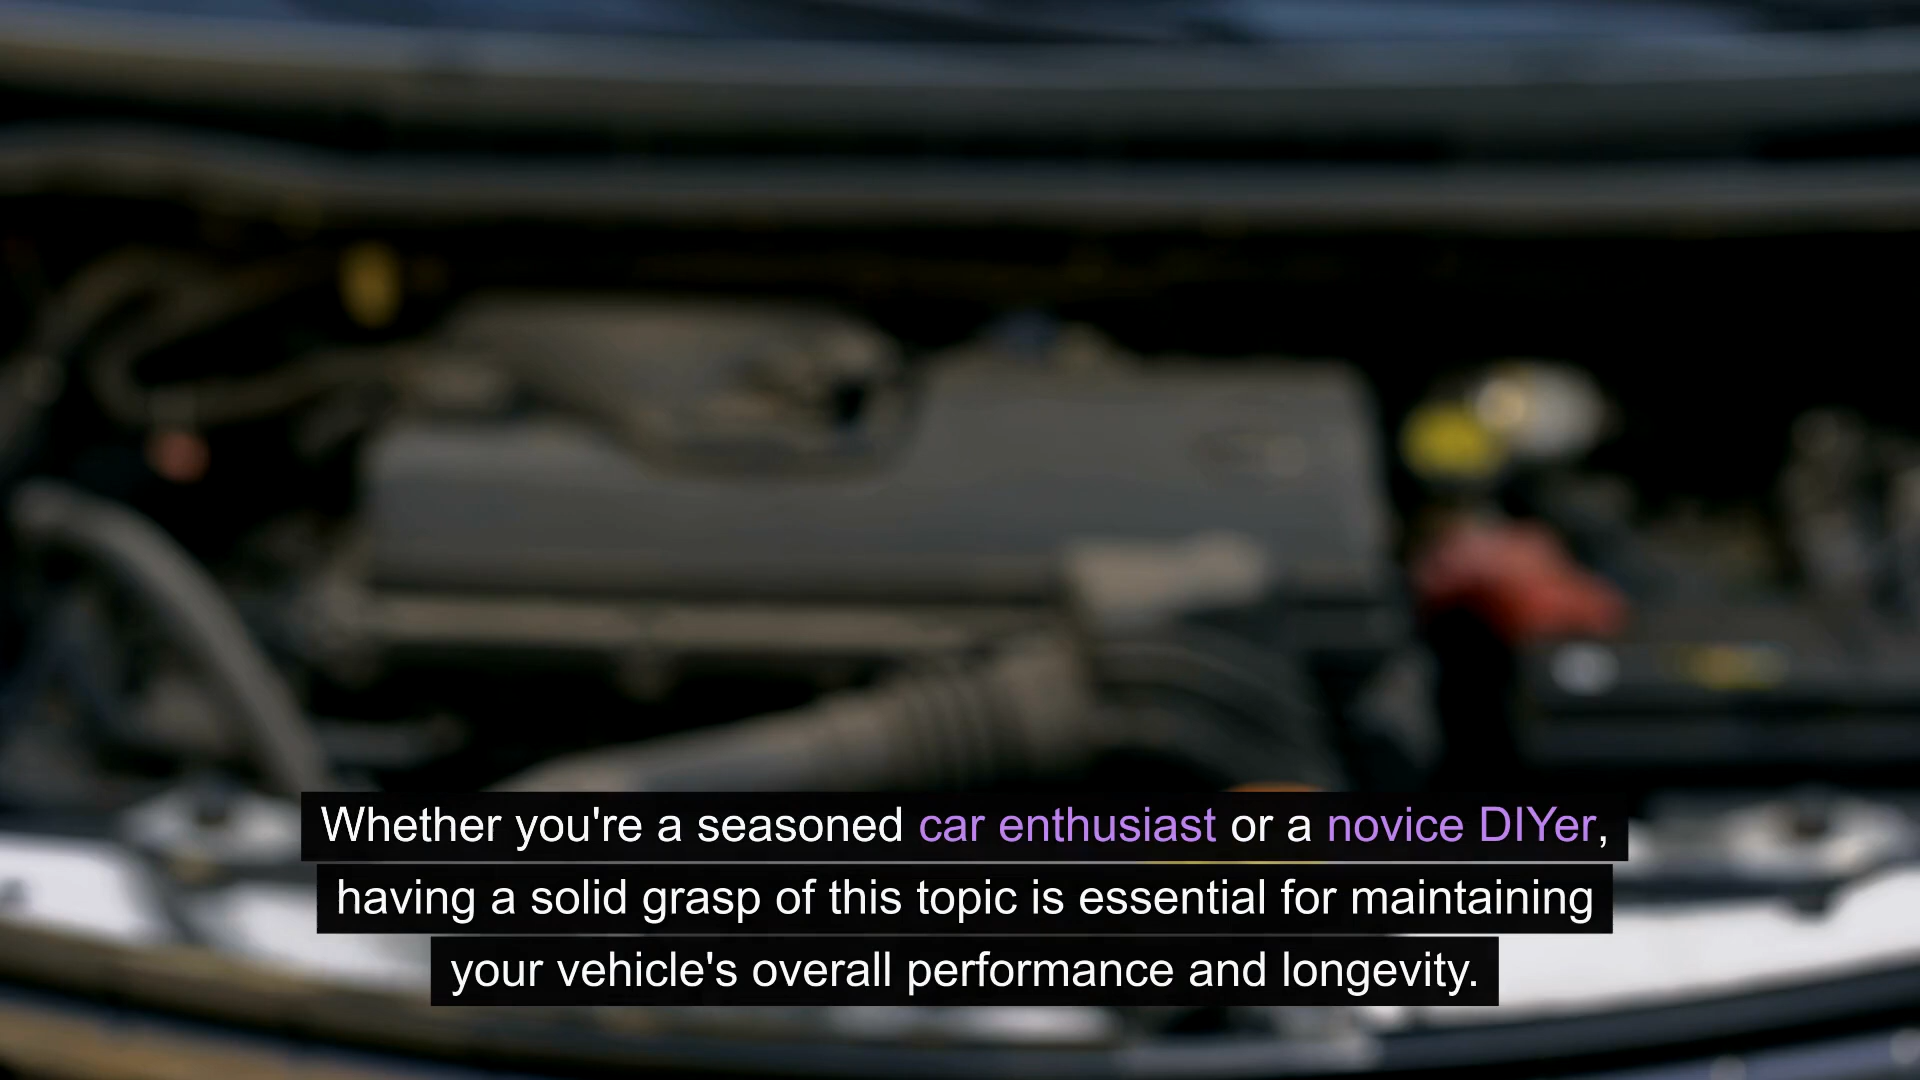 Whether you're a seasoned car enthusiast or a novice DIYer,
having a solid grasp of this topic is essential for maintaining
your vehicle's overall performance and longevity.